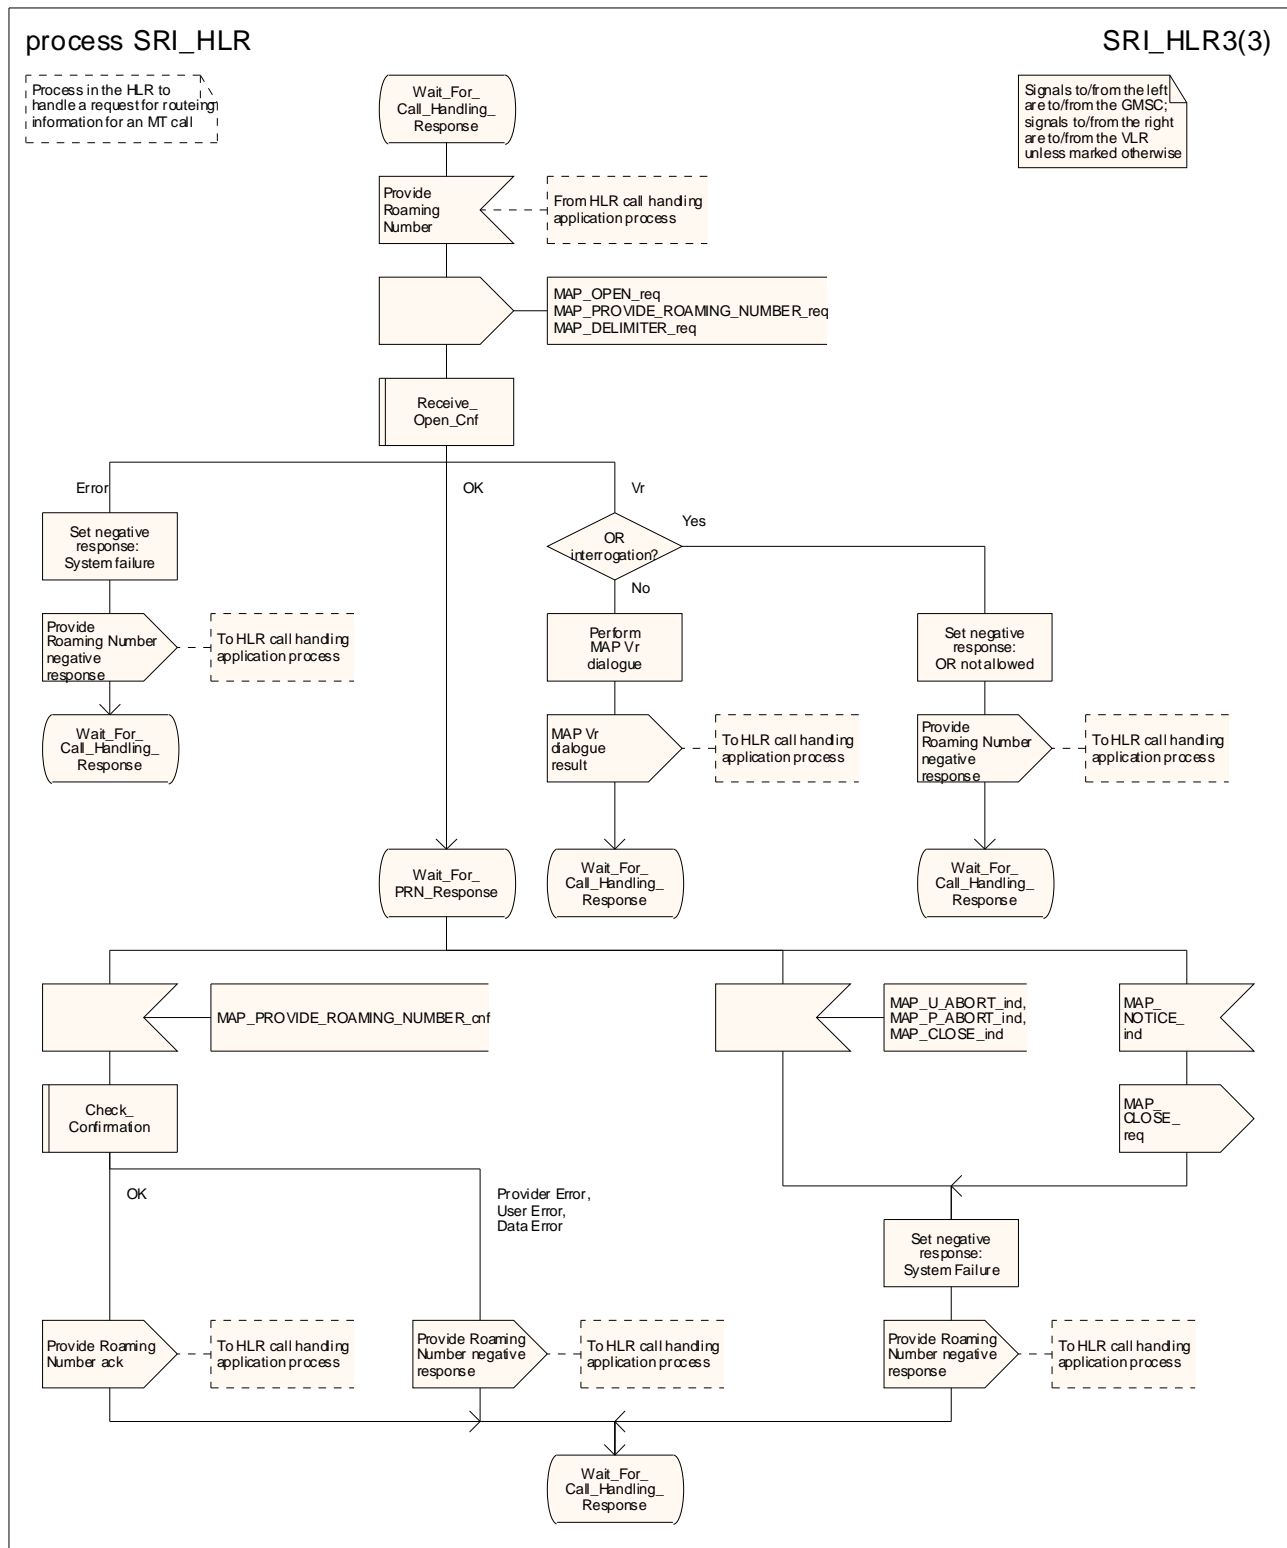 process SRI_HLR
SRI_HLR3(3)
Process in the HLR to
handle a request for routeing
information for an MT call
Wait_For_
Call_Handling_
Response
Signals to/from the left
are to/from the GMSC;
signals to/from the right
are to/from the VLR
unless marked otherwise
Provide
Roaming
Number
From HLR call handling
application process
MAP_OPEN_req
MAP_PROVIDE_ROAMING_NUMBER_req
MAP_DELIMITER_req
Receive_
Open_Cnf
Error
OK
Vr
Yes
Set negative
response:
System failure
OR
interrogation?
No
Provide
Roaming Number
negative
response
To HLR call handling
application process
Perform
MAP Vr
dialogue
Set negative
response:
OR not allowed
Wait_For_
Call_Handling_
Response
MAP Vr
dialogue
result
To HLR call handling
application process
Provide
Roaming Number
negative
response
To HLR call handling
application process
Wait_For_
PRN_Response
Wait_For_
Call_Handling_
Response
Wait_For_
Call_Handling_
Response
MAP_PROVIDE_ROAMING_NUMBER_cnf
MAP_U_ABORT_ind,
MAP_P_ABORT_ind,
MAP_CLOSE_ind
MAP_
NOTICE_
ind
Check_
Confirmation
MAP_
CLOSE_
req
OK
Provider Error,
User Error,
Data Error
Set negative
response:
System Failure
Provide Roaming
Number ack
To HLR call handling
application process
Provide Roaming
Number negative
response
To HLR call handling
application process
Provide Roaming
Number negative
response
To HLR call handling
application process
Wait_For_
Call_Handling_
Response